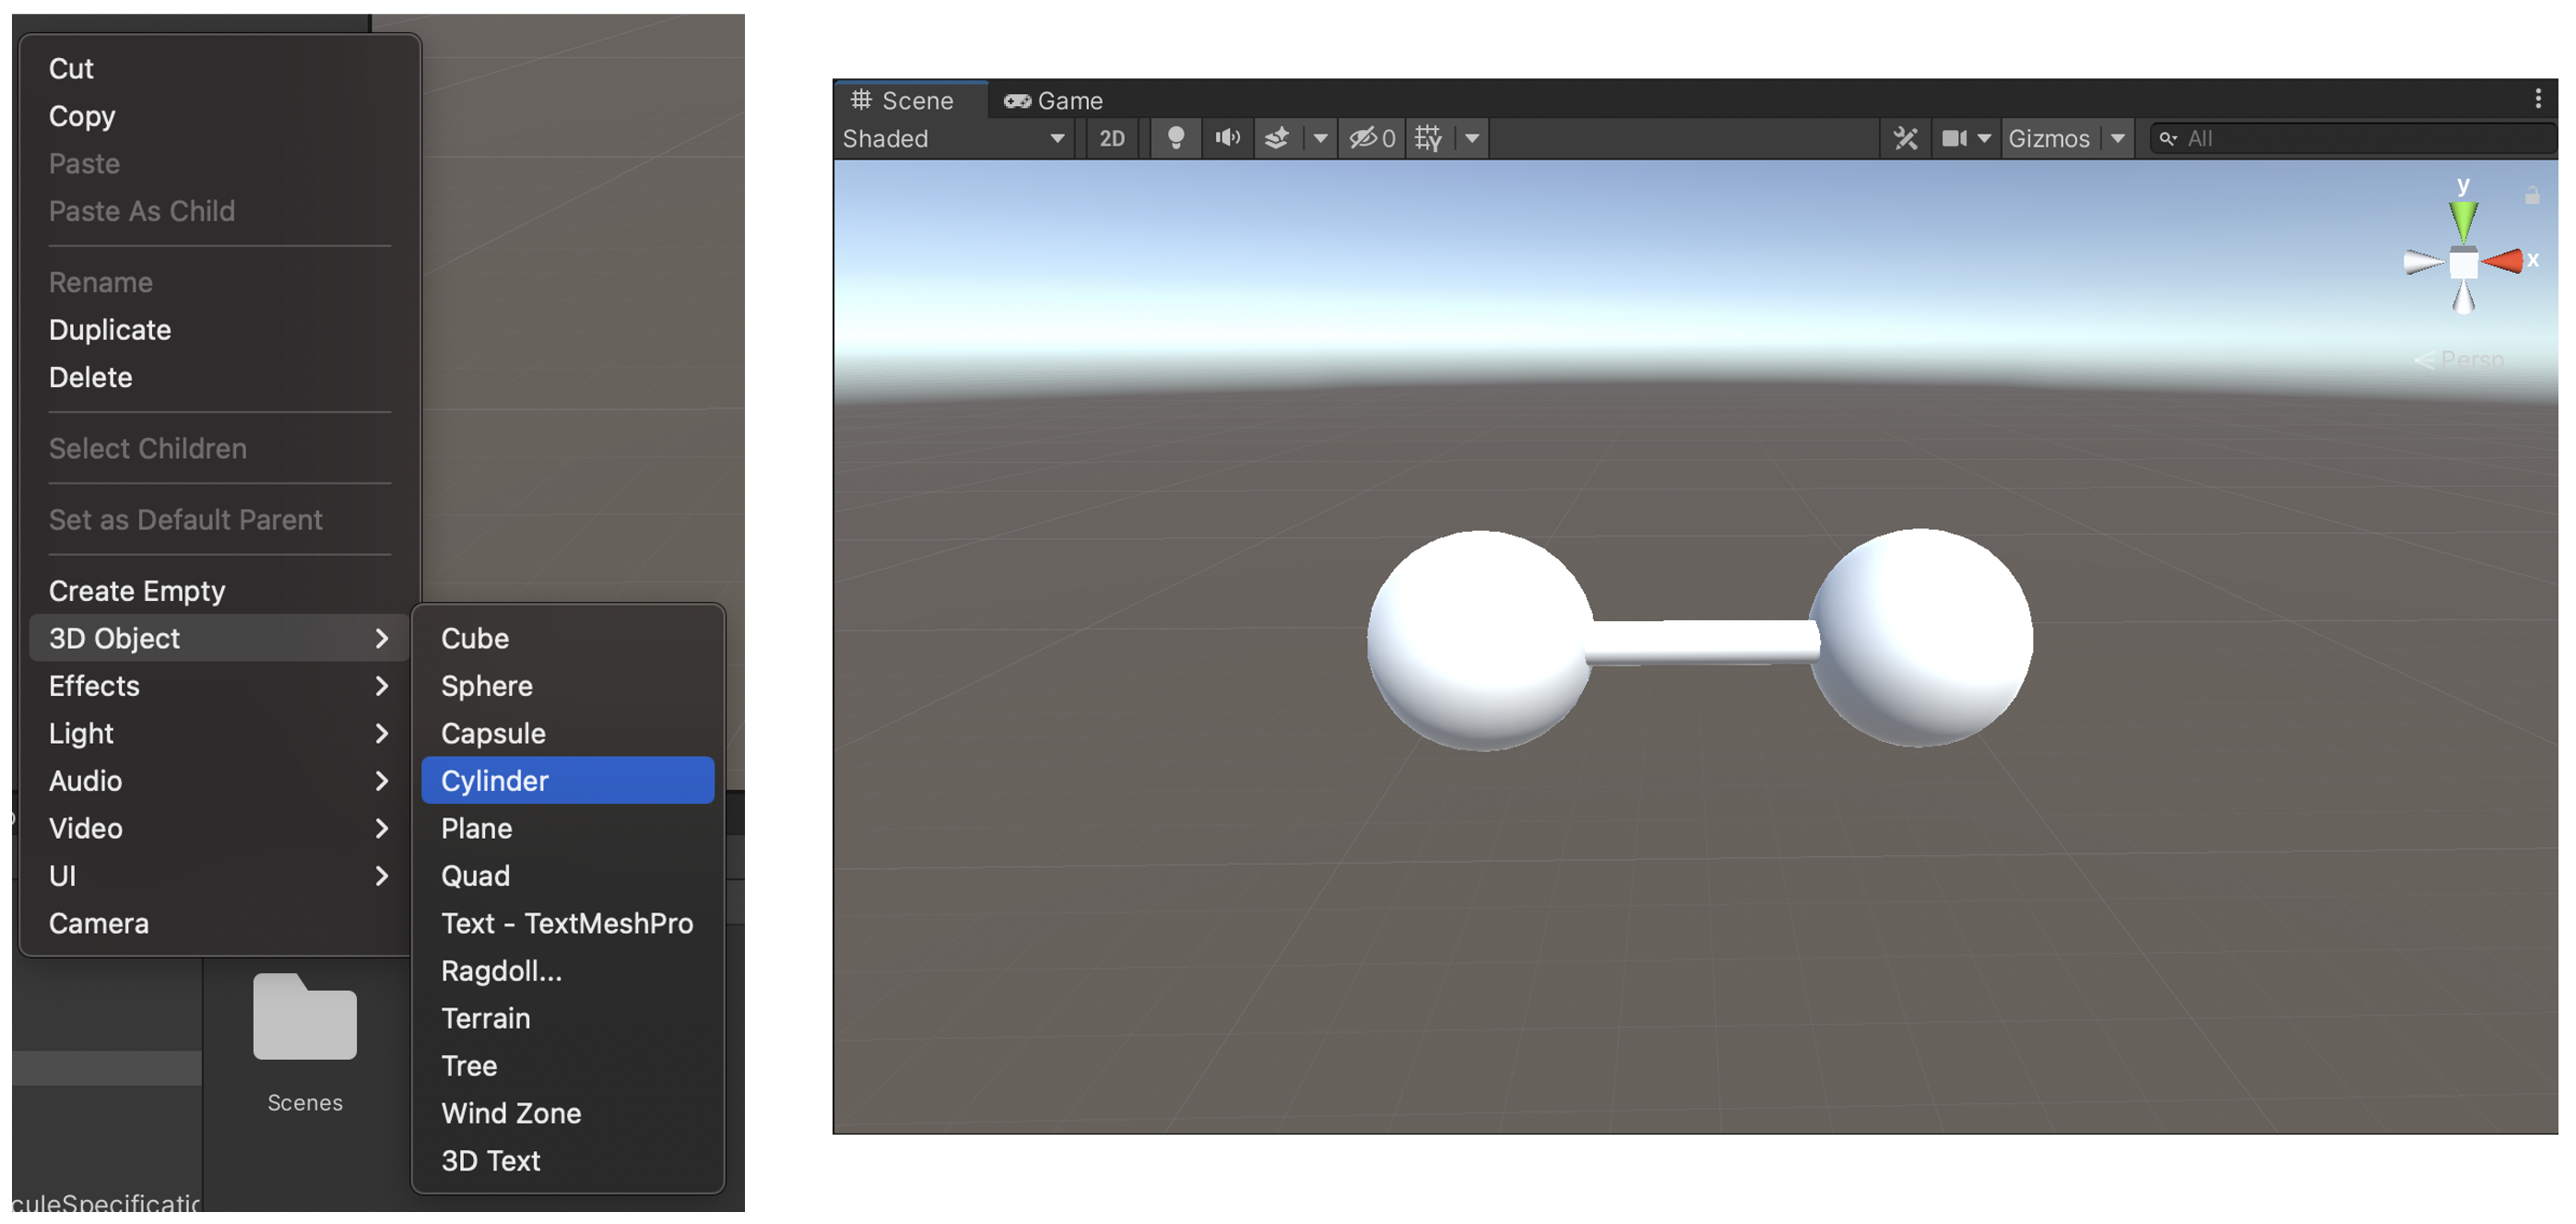 Cut
Copy
Paste
Paste As Child
Rename
Duplicate
Delete
Select Children
Set as Default Parent
Create Empty
3D Object
Effects
Light
Audio
Video
UI
Camera
Cube
Sphere
Capsule
Cylinder
Plane
Quad
Text - TextMeshPro
Ragdoll...
Terrain
Tree
Wind Zone
3D Text
Scenes
Scene
Game
Shaded
2D
0
Gizmos
All
y
x
Persp